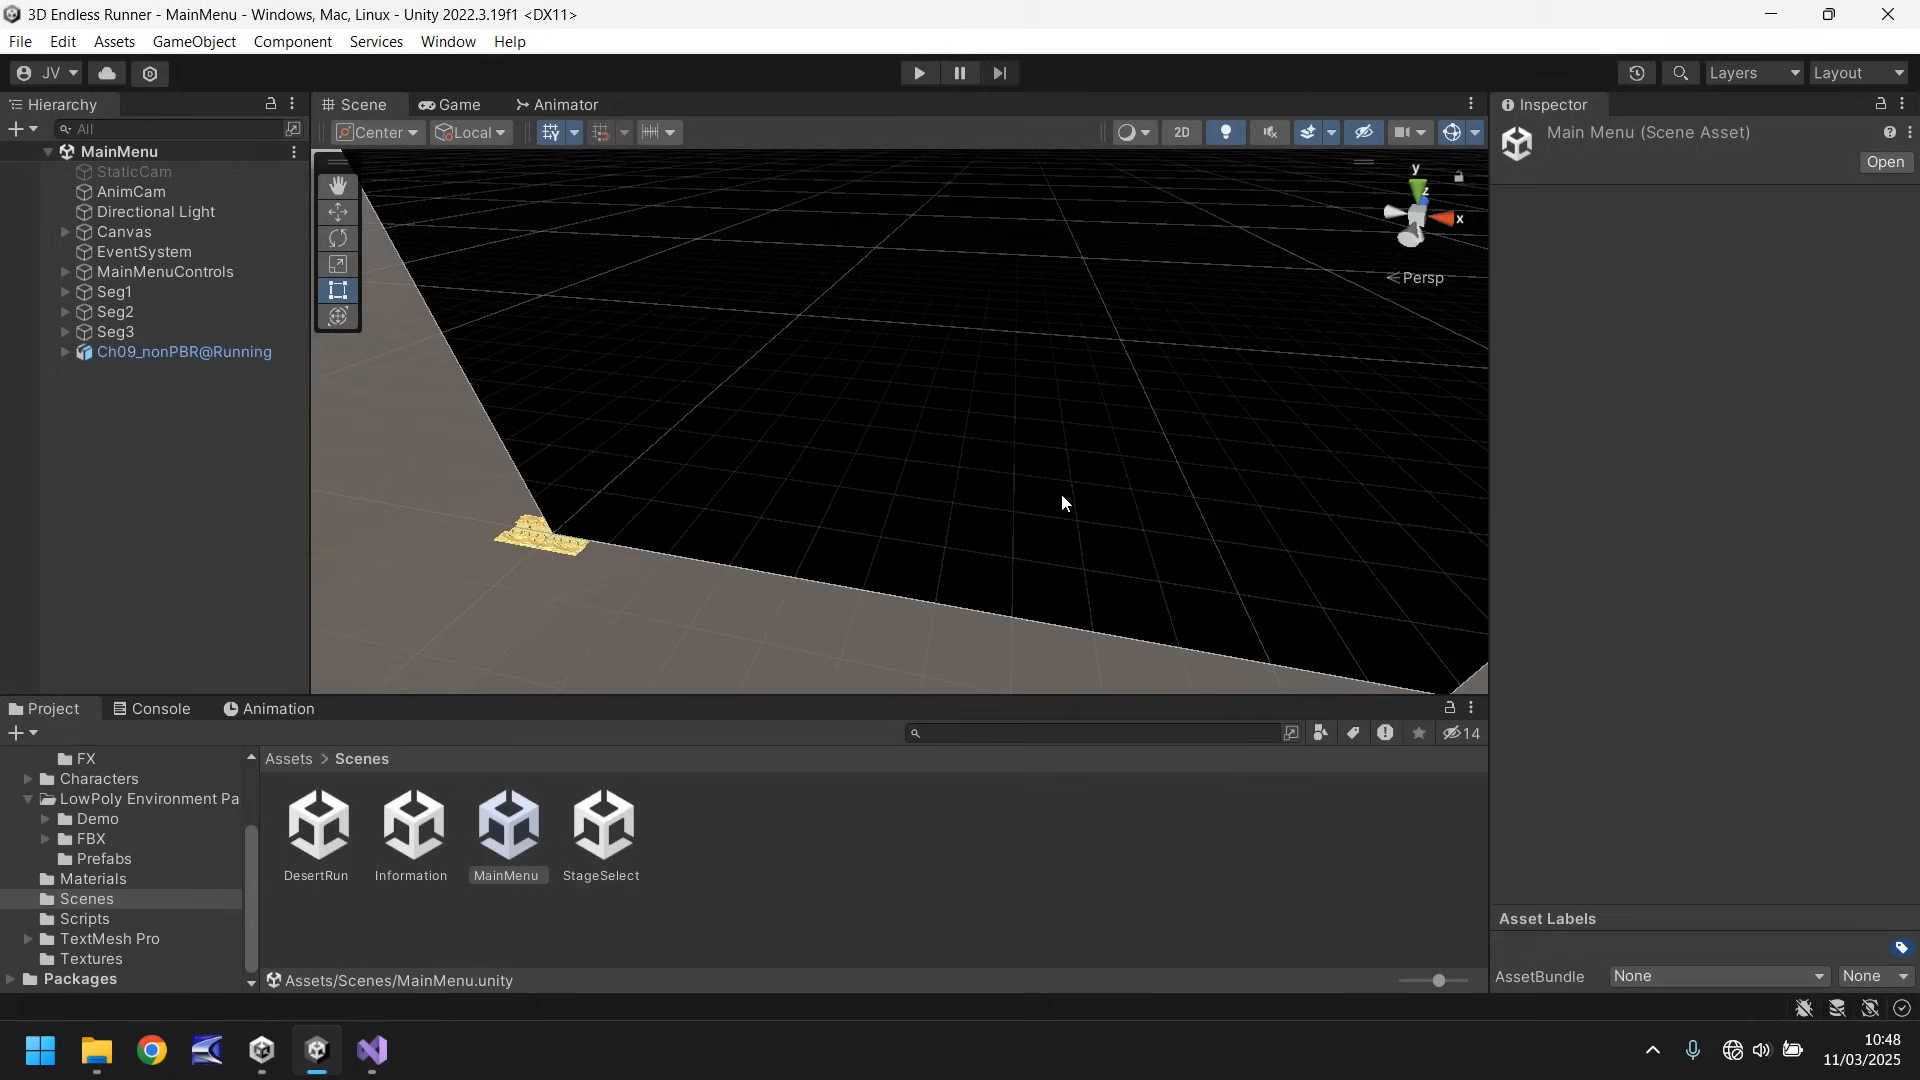 3D Endless Runner - MainMenu - Windows, Mac, Linux - Unity 2022.3.19f1 <DX11>
File Edit Assets GameObject Component Services Window Help
JV Layers Layout
Hierarchy
All
MainMenu
StaticCam
AnimCam
Directional Light
Canvas
EventSystem
MainMenuControls
Seg1
Seg2
Seg3
Ch09_nonPBR@Running
Scene Game Animator
Center Local 2D
y
z
x
Persp
Inspector
Main Menu (Scene Asset)
Open
Project Console Animation
14
FX
Characters
LowPoly Environment Pa
Demo
FBX
Prefabs
Materials
Scenes
Scripts
TextMesh Pro
Textures
Packages
Assets > Scenes
DesertRun Information MainMenu StageSelect
Assets/Scenes/MainMenu.unity
Asset Labels
AssetBundle None None
10:48
11/03/2025